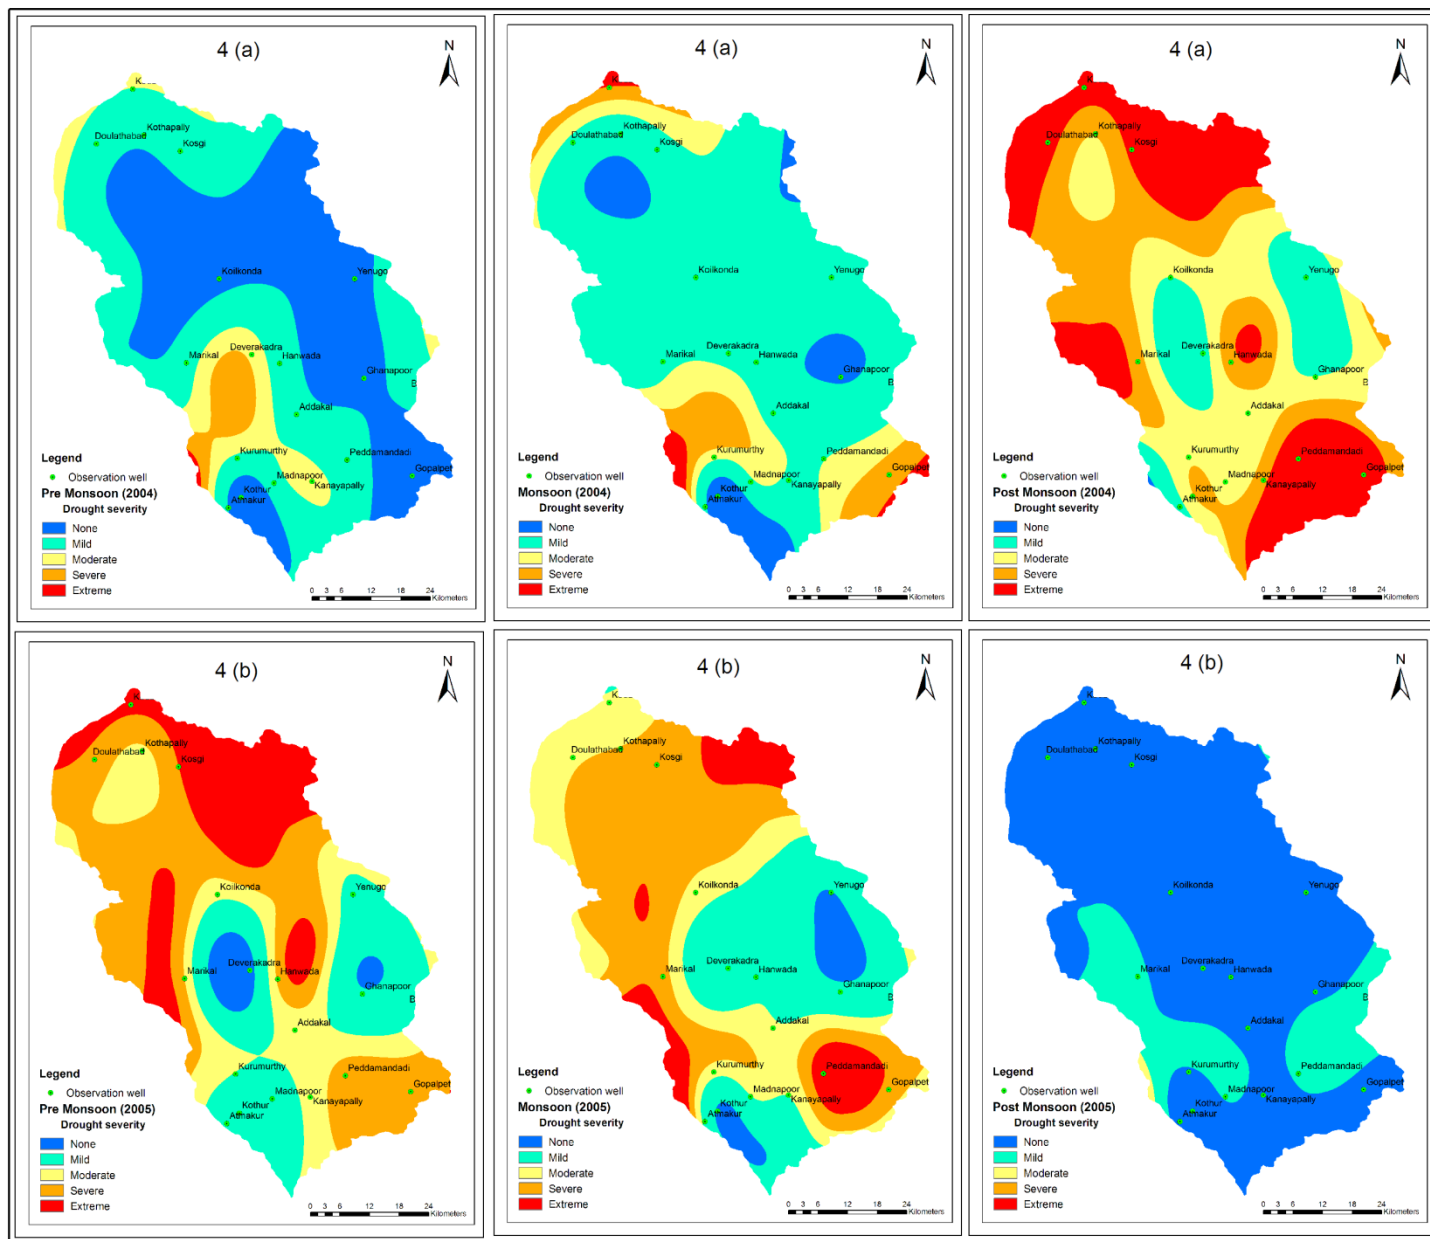 4 (a)
N
K
Kothapally
Doulathabad
Kosgi
Koilkonda
Yenugo
Deverakadra
Marikal
Hanwada
Ghanapoor
B
Addakal
Kurumurthy
Peddamandadi
Madnapoor
Gopalpet
Kothur
Kanayapally
Atmakur
Legend
Observation well
Pre Monsoon (2004)
Drought severity
None
Mild
Moderate
Severe
Extreme
0 3 6 12 18 24
Kilometers
4 (a)
N
K
Kothapally
Doulathabad
Kosgi
Koilkonda
Yenugo
Deverakadra
Marikal
Hanwada
Ghanapoor
B
Addakal
Kurumurthy
Peddamandadi
Madnapoor
Gopalpet
Kothur
Kanayapally
Atmakur
Legend
Observation well
Monsoon (2004)
Drought severity
None
Mild
Moderate
Severe
Extreme
0 3 6 12 18 24
Kilometers
4 (a)
N
K
Kothapally
Doulathabad
Kosgi
Koilkonda
Yenugo
Deverakadra
Marikal
Hanwada
Ghanapoor
B
Addakal
Kurumurthy
Peddamandadi
Madnapoor
Gopalpet
Kothur
Kanayapally
Atmakur
Legend
Observation well
Post Monsoon (2004)
Drought severity
None
Mild
Moderate
Severe
Extreme
0 3 6 12 18 24
Kilometers
4 (b)
N
K
Kothapally
Doulathabad
Kosgi
Koilkonda
Yenugo
Deverakadra
Marikal
Hanwada
Ghanapoor
B
Addakal
Kurumurthy
Peddamandadi
Madnapoor
Gopalpet
Kothur
Kanayapally
Atmakur
Legend
Observation well
Pre Monsoon (2005)
Drought severity
None
Mild
Moderate
Severe
Extreme
0 3 6 12 18 24
Kilometers
4 (b)
N
K
Kothapally
Doulathabad
Kosgi
Koilkonda
Yenugo
Deverakadra
Marikal
Hanwada
Ghanapoor
B
Addakal
Kurumurthy
Peddamandadi
Madnapoor
Gopalpet
Kothur
Kanayapally
Atmakur
Legend
Observation well
Monsoon (2005)
Drought severity
None
Mild
Moderate
Severe
Extreme
0 3 6 12 18 24
Kilometers
4 (b)
N
K
Kothapally
Doulathabad
Kosgi
Koilkonda
Yenugo
Deverakadra
Marikal
Hanwada
Ghanapoor
B
Addakal
Kurumurthy
Peddamandadi
Madnapoor
Gopalpet
Kothur
Kanayapally
Atmakur
Legend
Observation well
Post Monsoon (2005)
Drought severity
None
Mild
Moderate
Severe
Extreme
0 3 6 12 18 24
Kilometers